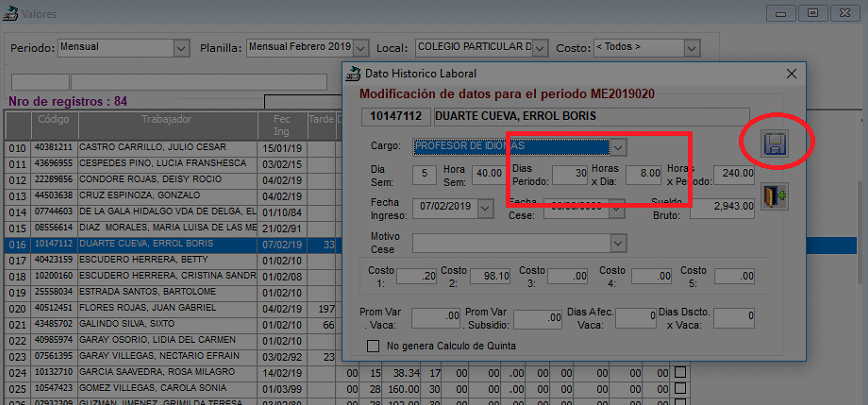 Valores
Periodo: Mensual Planilla: Mensual Febrero 2019 Local: COLEGIO PARTICULAR D Costo: < Todos >
Nro de registros : 84
Código Trabajador Fec Ing Tarde
010 40381211 CASTRO CARRILLO, JULIO CESAR 15/01/19
011 43696955 CESPEDES PINO, LUCIA FRANSHESCA 03/02/15
012 22289856 CONDORE ROJAS, DEISY ROCIO 04/02/19
013 44503638 CRUZ ESPINOZA, GONZALO 04/02/19
014 07744603 DE LA GALA HIDALGO VDA DE DELGA, EL 01/10/84
015 08556614 DIAZ MORALES, MARIA LUISA DE LAS ME 21/02/91
016 10147112 DUARTE CUEVA, ERROL BORIS 07/02/19 33
017 40423159 ESCUDERO HERRERA, BETTY 01/02/10
018 10200160 ESCUDERO HERRERA, CRISTINA SANDR 01/02/08
019 25558034 ESTRADA SANTOS, BARTOLOME 01/02/10
020 40512451 FLORES ROJAS, JUAN GABRIEL 04/02/19 197
021 43485702 GALINDO SILVA, SIXTO 01/02/10 66
022 40985974 GARAY OSORIO, LIDIA DEL CARMEN 01/02/10
023 07561395 GARAY VILLEGAS, NECTARIO EFRAIN 03/02/92 23
024 10132710 GARCIA SAAVEDRA, ROSA MILAGRO 14/02/19 00 15 38.34 17 00 00 .00 00 00 00
025 10547423 GOMEZ VILLEGAS, CAROLA SONIA 01/03/99 00 28 160.00 30 00 00 .00 00 00 00
026 07932309 GUZMAN JIMENEZ, GRIMILDA TERESA
Dato Historico Laboral
Modificación de datos para el periodo ME2019020
10147112 DUARTE CUEVA, ERROL BORIS
Cargo: PROFESOR DE IDIOMAS
Dia Sem: 5 Hora Sem: 40.00 Dias Periodo: 30 Horas x Dia: 8.00 Horas x Periodo: 240.00
Fecha Ingreso: 07/02/2019 Fecha Cese: 00/00/0000 Sueldo Bruto: 2,943.00
Motivo Cese
Costo 1: .20 Costo 2: 98.10 Costo 3: .00 Costo 4: .00 Costo 5: .00
Prom Var . Vaca: .00 Prom Var . Subsidio: .00 Dias Afec. Vaca: 0 Dias Dscto. x Vaca: 0
No genera Calculo de Quinta